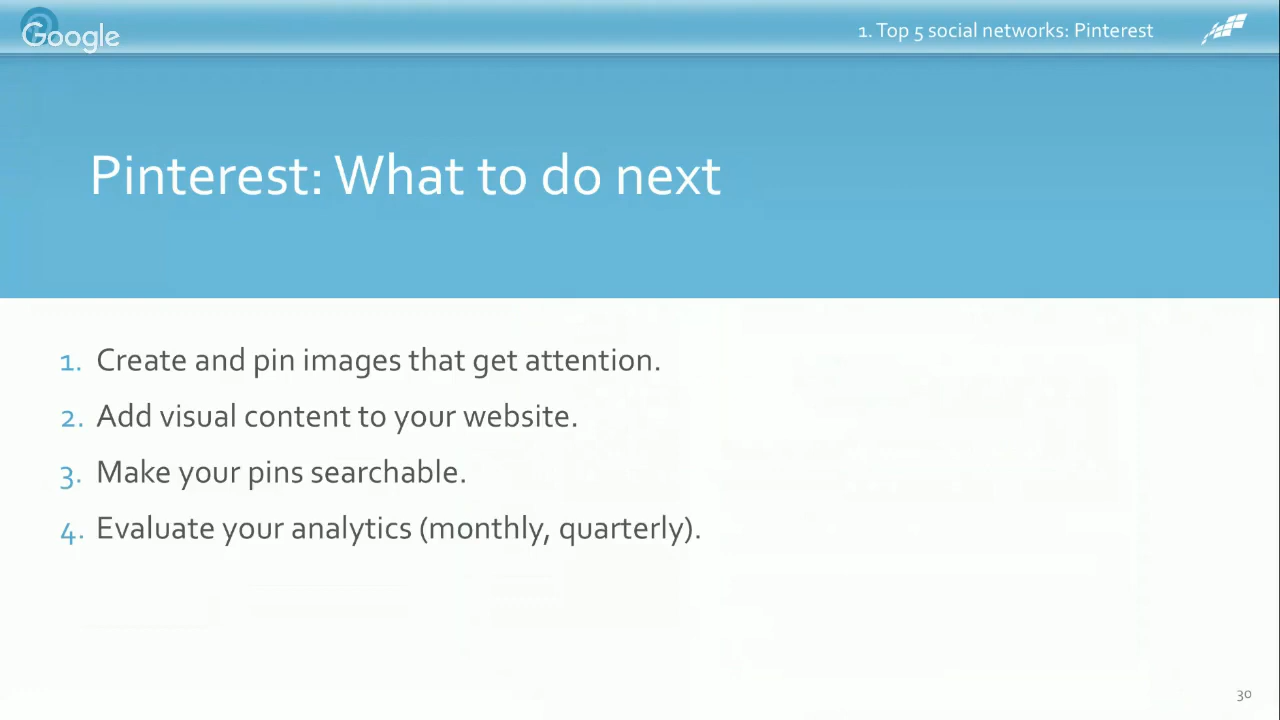 Google
1. Top 5 social networks: Pinterest
Pinterest: What to do next
1. Create and pin images that get attention.
2. Add visual content to your website.
3. Make your pins searchable.
4. Evaluate your analytics (monthly, quarterly).
30